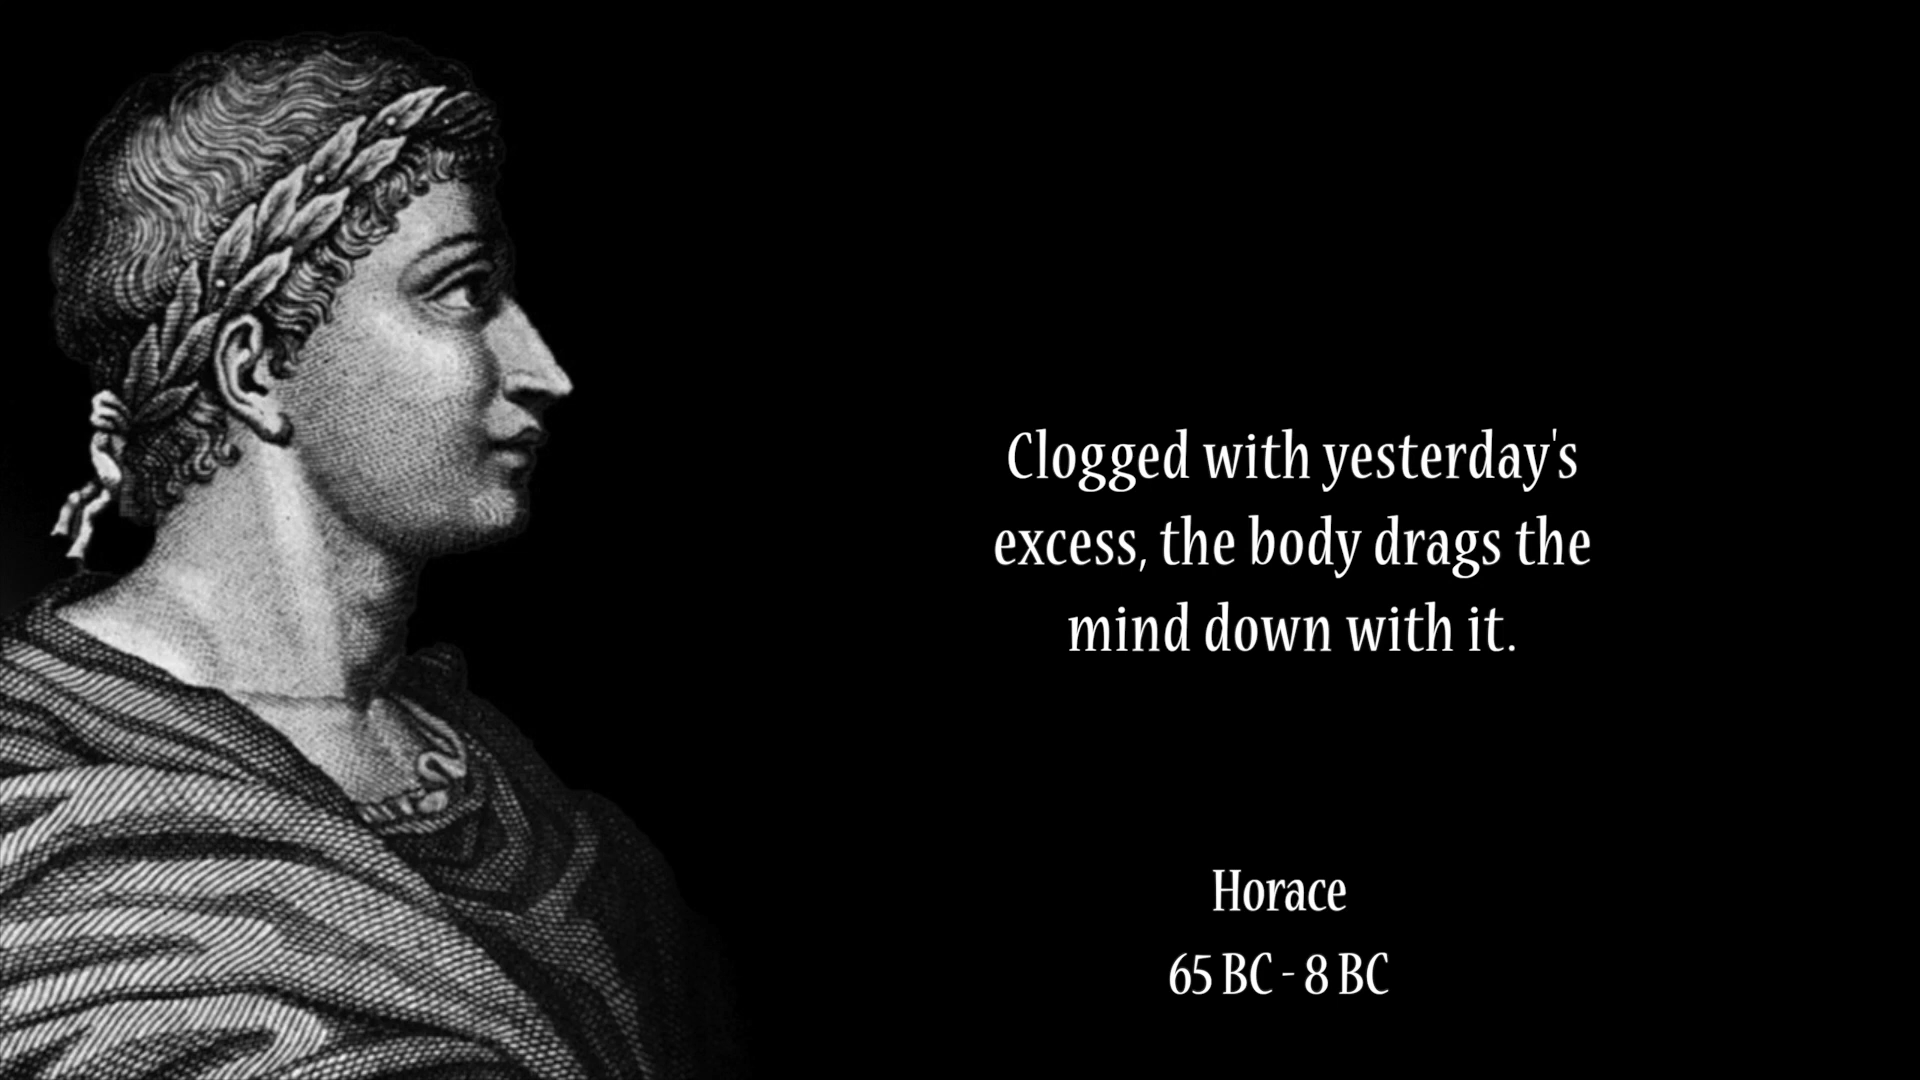 Clogged with yesterday's
excess, the body drags the
mind down with it.
Horace
65 BC - 8 BC